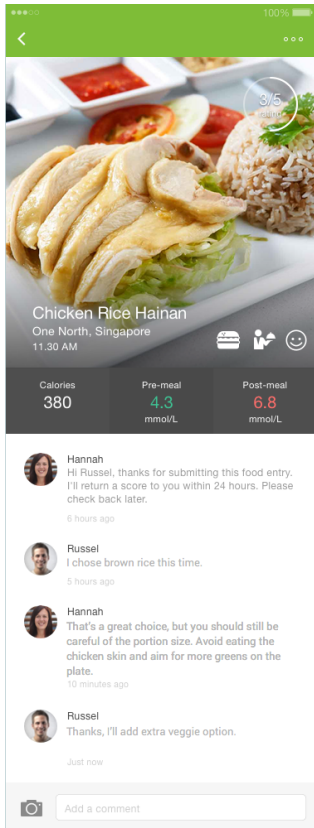 100%
3/5
rating
Chicken Rice Hainan
One North, Singapore
11.30 AM
Calories
380
Pre-meal
4.3
mmol/L
Post-meal
6.8
mmol/L
Hannah
Hi Russel, thanks for submitting this food entry.
I'll return a score to you within 24 hours. Please
check back later.
6 hours ago
Russel
I chose brown rice this time.
5 hours ago
Hannah
That's a great choice, but you should still be
careful of the portion size. Avoid eating the
chicken skin and aim for more greens on the
plate.
10 minutes ago
Russel
Thanks, I'll add extra veggie option.
Just now
Add a comment